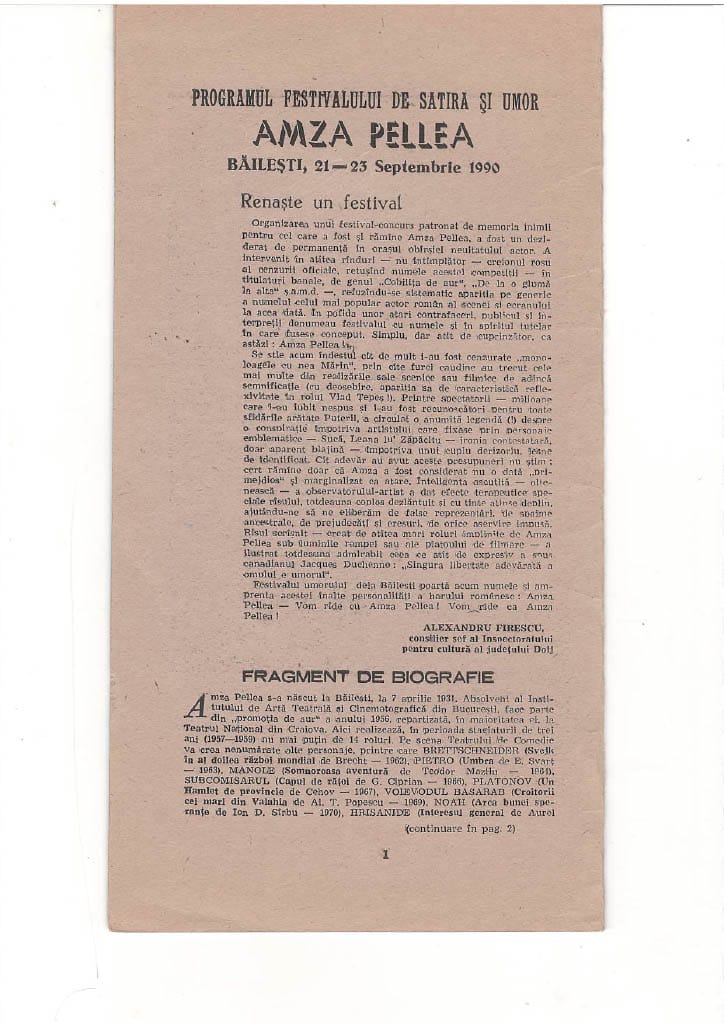 PROGRAMUL FESTIVALULUI DE SATIRA ŞI UMOR
AMZA PELLEA
BĂILEŞTI, 21—23 Septembrie 1990
Renaşte un festival
Organizarea unui festival-concurs patronat de memoria inimii
pentru cel care a fost şi rămîne Amza Pellea, a fost un dezi-
derat de permanenţă în oraşul obîrşiei neuitatului actor. A
intervenit în atîtea rînduri — nu întîmplător — creionul roşu
al cenzurii oficiale, retuşînd numele acestei competiţii — în
titulaturi banale, de genul „Cobiliţa de aur", „De la o glumă
la alta" ş.a.m.d. —, refuzîndu-se sistematic apariţia pe generic
a numelui celui mai popular actor român al scenei şi ecranului
la acea dată. În pofida unor atari contrafaceri, publicul şi in-
terpreţii denumeau festivalul cu numele şi în spiritul tutelar
în care fusese conceput. Simplu, dar atît de cuprinzător, ca
astăzi : Amza Pellea !
Se ştie acum îndestul cît de mult i-au fost cenzurate „mono-
loagele cu nea Mărin", prin cîte furci caudine au trecut cele
mai multe din realizările sale scenice sau filmice de adîncă
semnificaţie (cu deosebire, apariţia sa de caracteristică refle-
xivitate în rolul Vlad Ţepeş !). Printre spectatorii — milioane
care l-au iubit nespus şi i-au fost recunoscători pentru toate
sfidările arătate Puterii, a circulat o anumită legendă (!) despre
o conspiraţie împotriva artistului care fixase prin personaje
emblematice — Sucă, Leana lu' Zăpăcitu — ironia contestatară,
doar aparent blajină — împotriva unui cuplu derizoriu, lesne
de identificat. Cît adevăr au avut aceste presupuneri nu ştim ;
cert rămîne doar că Amza a fost considerat nu o dată „pri-
mejdios" şi marginalizat ca atare. Inteligenţa ascuţită — olte-
nească — a observatorului-artist a dat efecte terapeutice spe-
ciale risului, totdeauna copios dezlănţuit şi cu ţinte atinse deplin,
ajutîndu-ne să ne eliberăm de false reprezentări, de spaime
ancestrale, de prejudecăţi şi eresuri, de orice aservire impusă.
Risul scrîşnit — creat de atîtea mari roluri împlinite de Amza
Pellea sub luminile rampei sau ale platoului de filmare — a
ilustrat totdeauna admirabil ceea ce atît de expresiv a spus
canadianul Jacques Duchenne : „Singura libertate adevărată a
omului e umorul".
Festivalul umorului dela Băileşti poartă acum numele şi am-
prenta acestei înalte personalităţi a harului românesc : Amza
Pellea — Vom rîde cu Amza Pellea ! Vom rîde ca Amza
Pellea !
ALEXANDRU FIRESCU,
consilier şef al Inspectoratului
pentru cultură al judeţului Dolj
FRAGMENT DE BIOGRAFIE
Amza Pellea s-a născut la Băileşti, la 7 aprilie 1931. Absolvent al Insti-
tutului de Artă Teatrală şi Cinematografică din Bucureşti, face parte
din „promoţia de aur" a anului 1956, repartizată, în majoritatea ei, la
Teatrul Naţional din Craiova. Aici realizează, în perioada stagiaturii de trei
ani (1957—1959) nu mai puţin de 14 roluri. Pe scena Teatrului de Comedie
va crea nenumărate alte personaje, printre care BRETTSCHNEIDER (Svejk
în al doilea război mondial de Brecht — 1962), PIETRO (Umbra de E. Svarţ
— 1963), MANOLE (Somnoroasa aventură de Teodor Mazilu — 1964),
SUBCOMISARUL (Capul de răţoi de G. Ciprian — 1966), PLATONOV (Un
Hamlet de provincie de Cehov — 1967), VOIEVODUL BASARAB (Croitorii
cei mari din Valahia de Al. T. Popescu — 1969), NOAH (Arca bunei spe-
ranţe de Ion D. Sîrbu — 1970), HRISANIDE (Interesul general de Aurel
(continuare în pag. 2)
1